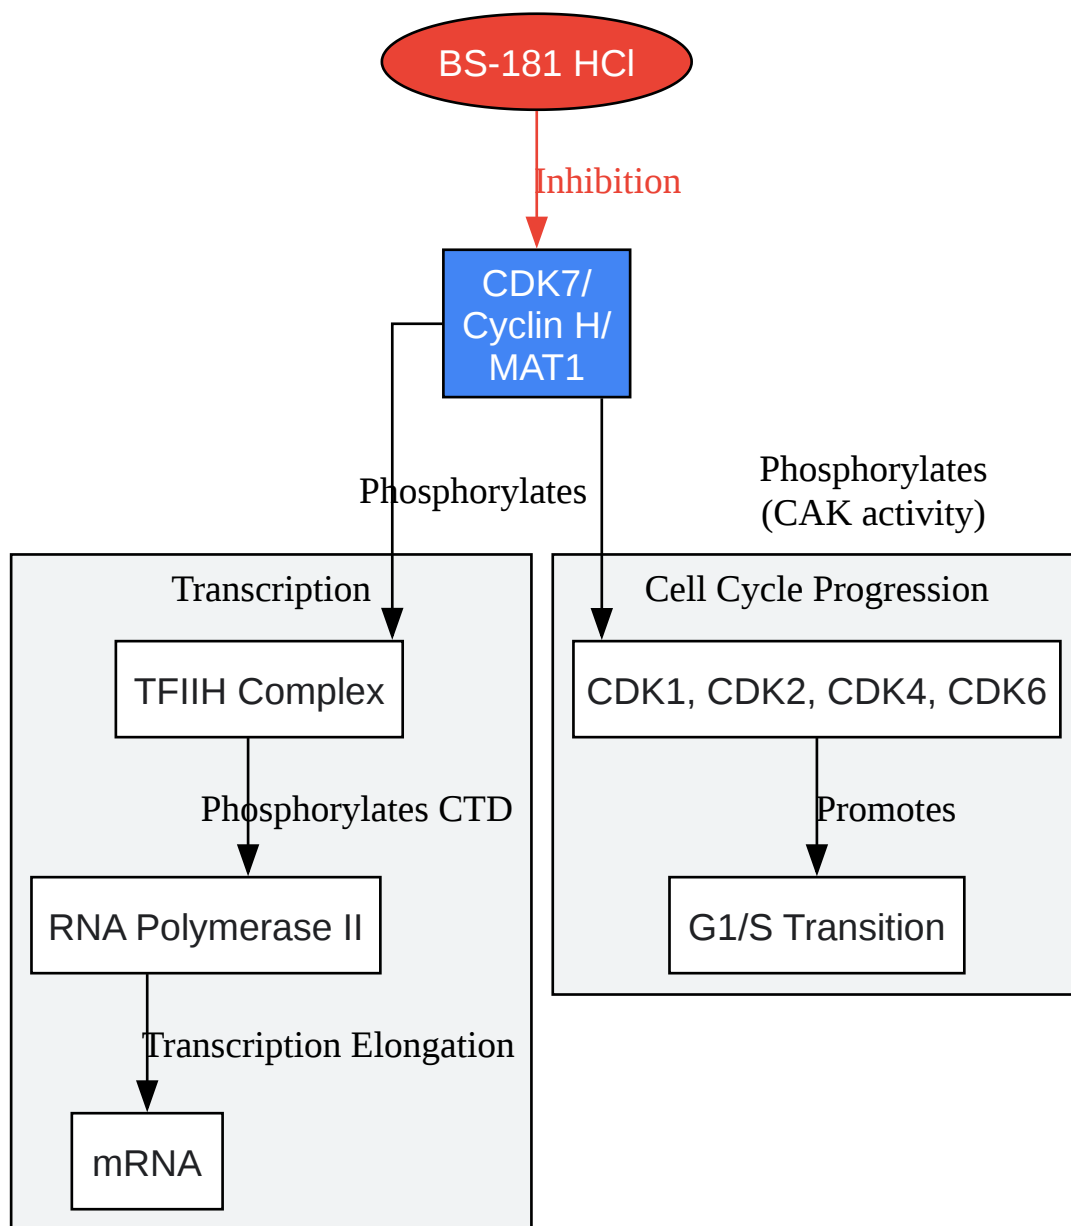 BS-181 HCl
Inhibition
CDK7/
Cyclin H/
MAT1
Phosphorylates
Phosphorylates
(CAK activity)
Transcription
TFIIH Complex
Phosphorylates CTD
RNA Polymerase II
Transcription Elongation
mRNA
Cell Cycle Progression
CDK1, CDK2, CDK4, CDK6
Promotes
G1/S Transition